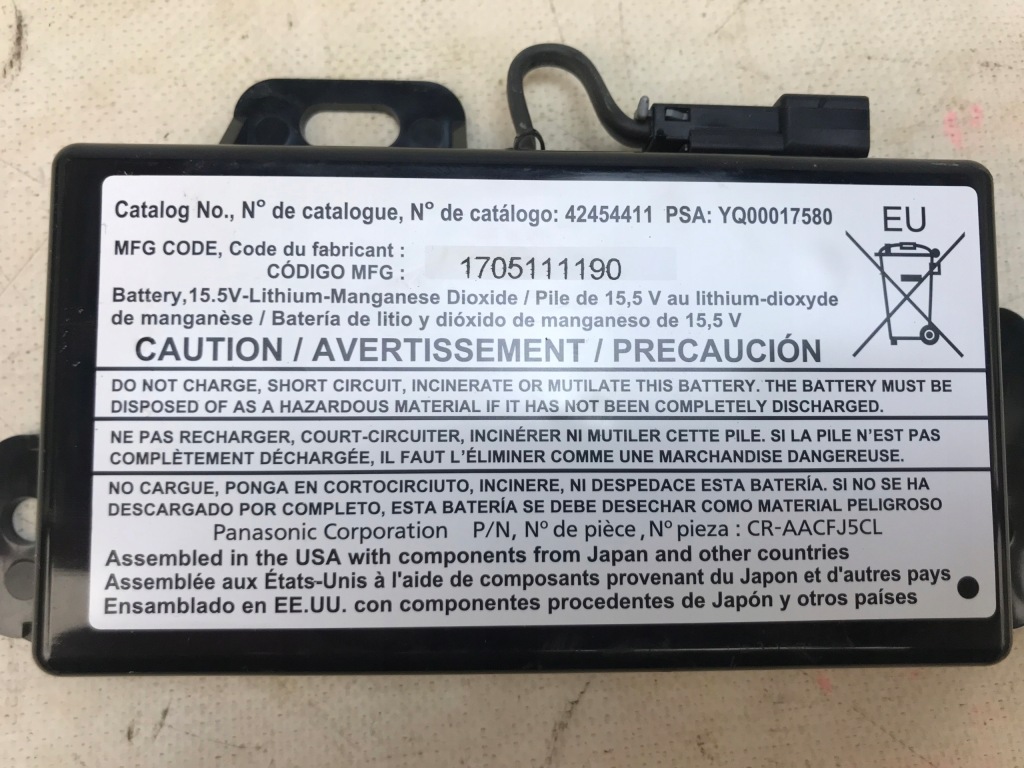 Catalog No., N° de catalogue, N° de catálogo: 42454411 PSA: YQ00017580
EU
MFG CODE, Code du fabricant :
CÓDIGO MFG : 1705111190
Battery,15.5V-Lithium-Manganese Dioxide / Pile de 15,5 V au lithium-dioxyde
de manganèse / Batería de litio y dióxido de manganeso de 15,5 V
CAUTION / AVERTISSEMENT / PRECAUCIÓN
DO NOT CHARGE, SHORT CIRCUIT, INCINERATE OR MUTILATE THIS BATTERY. THE BATTERY MUST BE
DISPOSED OF AS A HAZARDOUS MATERIAL IF IT HAS NOT BEEN COMPLETELY DISCHARGED.
NE PAS RECHARGER, COURT-CIRCUITER, INCINÉRER NI MUTILER CETTE PILE. SI LA PILE N'EST PAS
COMPLÈTEMENT DÉCHARGÉE, IL FAUT L'ÉLIMINER COMME UNE MARCHANDISE DANGEREUSE.
NO CARGUE, PONGA EN CORTOCIRCIUTO, INCINERE, NI DESPEDACE ESTA BATERÍA. SI NO SE HA
DESCARGADO POR COMPLETO, ESTA BATERÍA SE DEBE DESECHAR COMO MATERIAL PELIGROSO
Panasonic Corporation P/N, N° de pièce, N° pieza : CR-AACFJ5CL
Assembled in the USA with components from Japan and other countries
Assemblée aux États-Unis à l'aide de composants provenant du Japon et d'autres pays
Ensamblado en EE.UU. con componentes procedentes de Japón y otros países